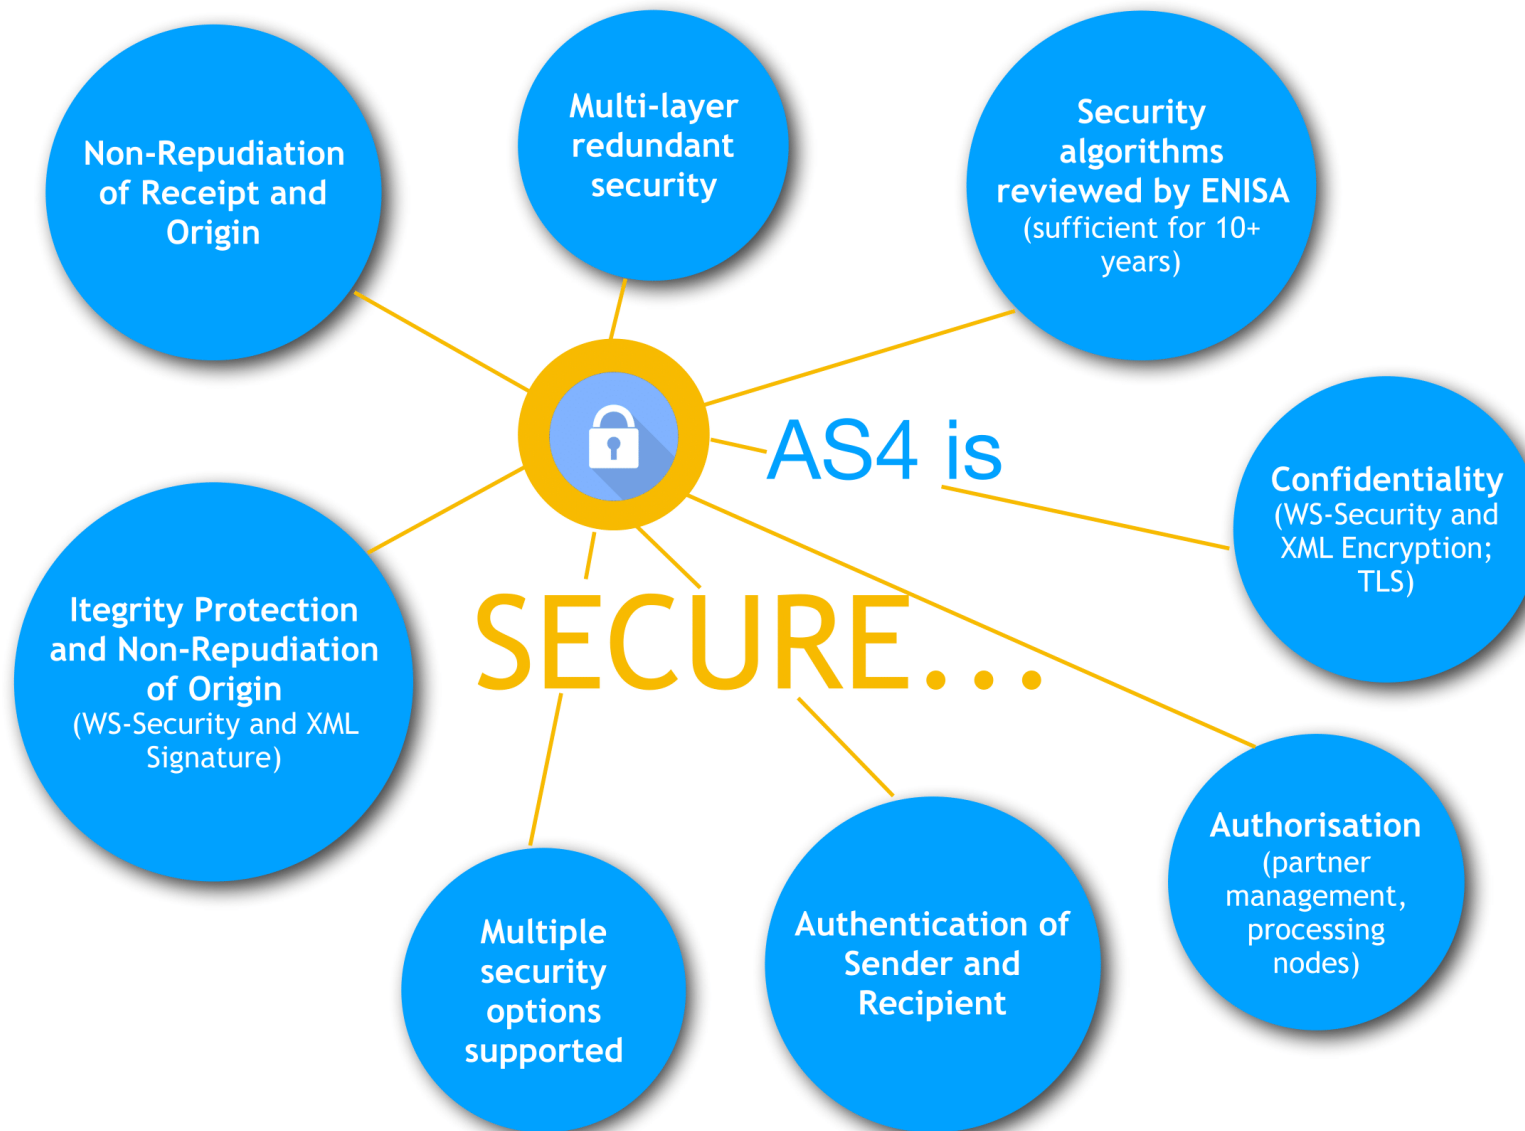 Non-Repudiation
of Receipt and
Origin
Multi-layer
redundant
security
Security
algorithms
reviewed by ENISA
(sufficient for 10+
years)
AS4 is
SECURE...
Confidentiality
(WS-Security and
XML Encryption;
TLS)
Itegrity Protection
and Non-Repudiation
of Origin
(WS-Security and XML
Signature)
Multiple
security
options
supported
Authentication of
Sender and
Recipient
Authorisation
(partner
management,
processing
nodes)